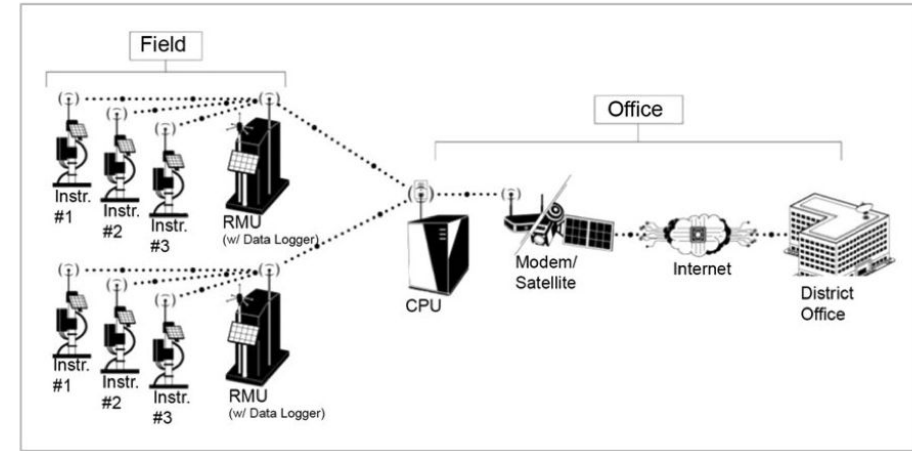 Field
Office
Instr.
#1
Instr.
#2
Instr.
#3
RMU
(w/ Data Logger)
CPU
Modem/
Satellite
Internet
District
Office
Instr.
#1
Instr.
#2
Instr.
#3
RMU
(w/ Data Logger)